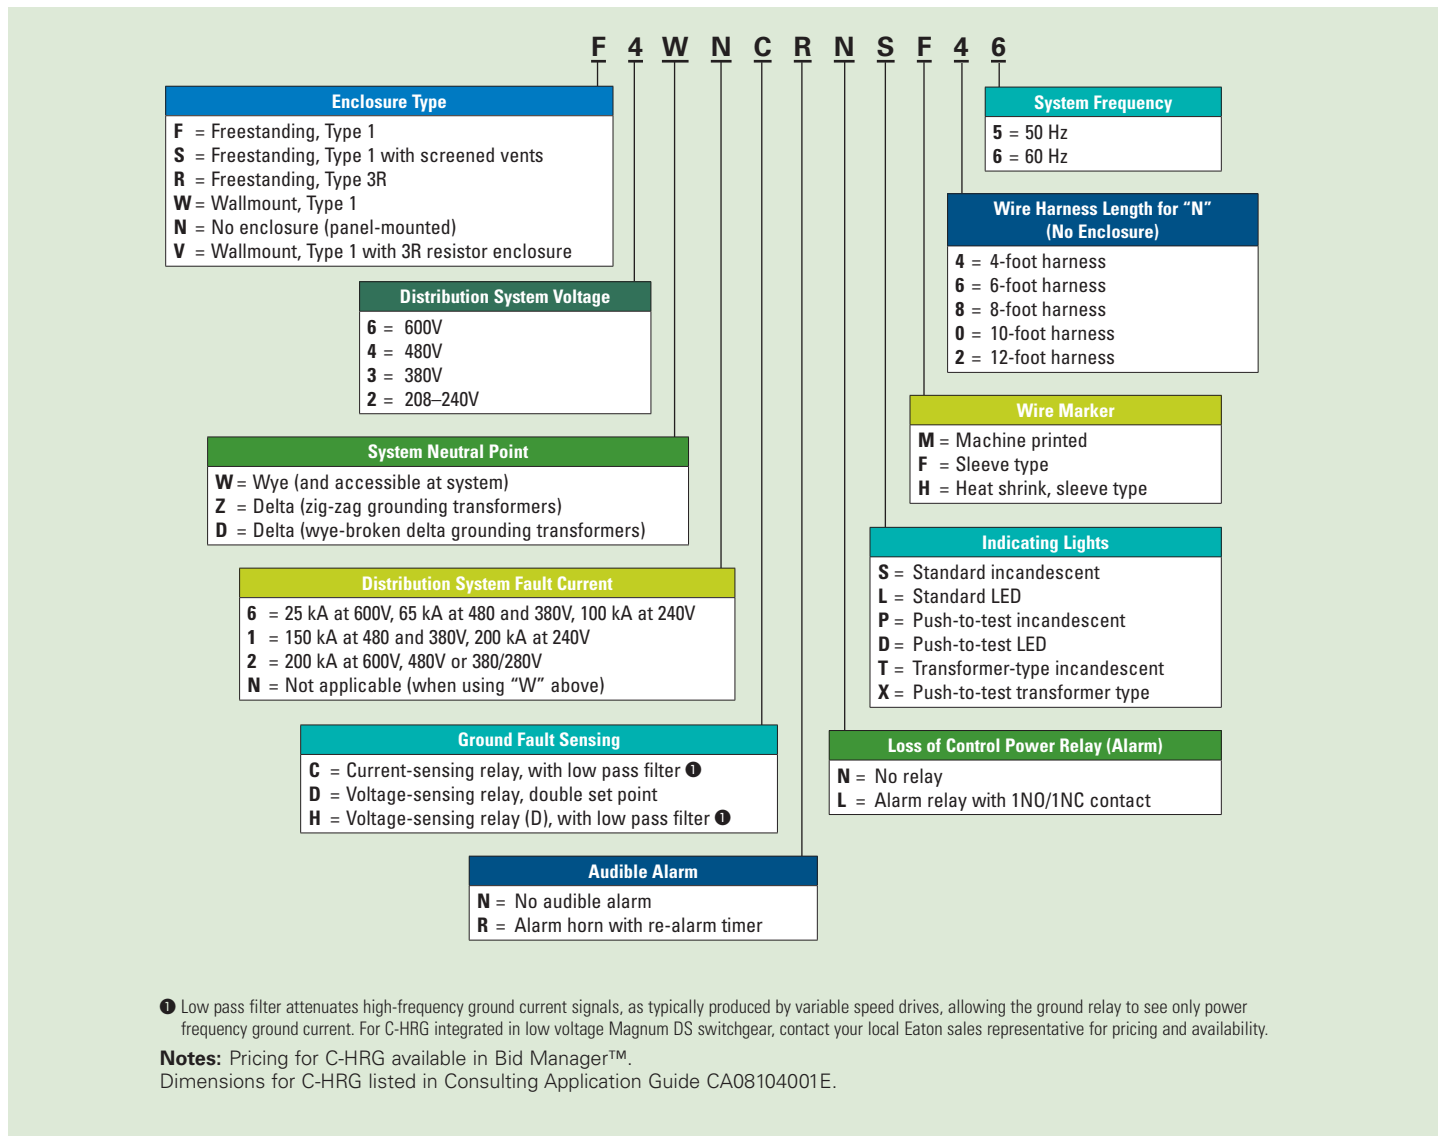 F 4 W N C R N S F 4 6
Enclosure Type
F = Freestanding, Type 1
S = Freestanding, Type 1 with screened vents
R = Freestanding, Type 3R
W = Wallmount, Type 1
N = No enclosure (panel-mounted)
V = Wallmount, Type 1 with 3R resistor enclosure
Distribution System Voltage
6 = 600V
4 = 480V
3 = 380V
2 = 208–240V
System Neutral Point
W = Wye (and accessible at system)
Z = Delta (zig-zag grounding transformers)
D = Delta (wye-broken delta grounding transformers)
Distribution System Fault Current
6 = 25 kA at 600V, 65 kA at 480 and 380V, 100 kA at 240V
1 = 150 kA at 480 and 380V, 200 kA at 240V
2 = 200 kA at 600V, 480V or 380/280V
N = Not applicable (when using “W” above)
Ground Fault Sensing
C = Current-sensing relay, with low pass filter ❶
D = Voltage-sensing relay, double set point
H = Voltage-sensing relay (D), with low pass filter ❶
Audible Alarm
N = No audible alarm
R = Alarm horn with re-alarm timer
System Frequency
5 = 50 Hz
6 = 60 Hz
Wire Harness Length for “N”
(No Enclosure)
4 = 4-foot harness
6 = 6-foot harness
8 = 8-foot harness
0 = 10-foot harness
2 = 12-foot harness
Wire Marker
M = Machine printed
F = Sleeve type
H = Heat shrink, sleeve type
Indicating Lights
S = Standard incandescent
L = Standard LED
P = Push-to-test incandescent
D = Push-to-test LED
T = Transformer-type incandescent
X = Push-to-test transformer type
Loss of Control Power Relay (Alarm)
N = No relay
L = Alarm relay with 1NO/1NC contact
❶ Low pass filter attenuates high-frequency ground current signals, as typically produced by variable speed drives, allowing the ground relay to see only power
frequency ground current. For C-HRG integrated in low voltage Magnum DS switchgear, contact your local Eaton sales representative for pricing and availability.
Notes: Pricing for C-HRG available in Bid Manager™.
Dimensions for C-HRG listed in Consulting Application Guide CA08104001E.